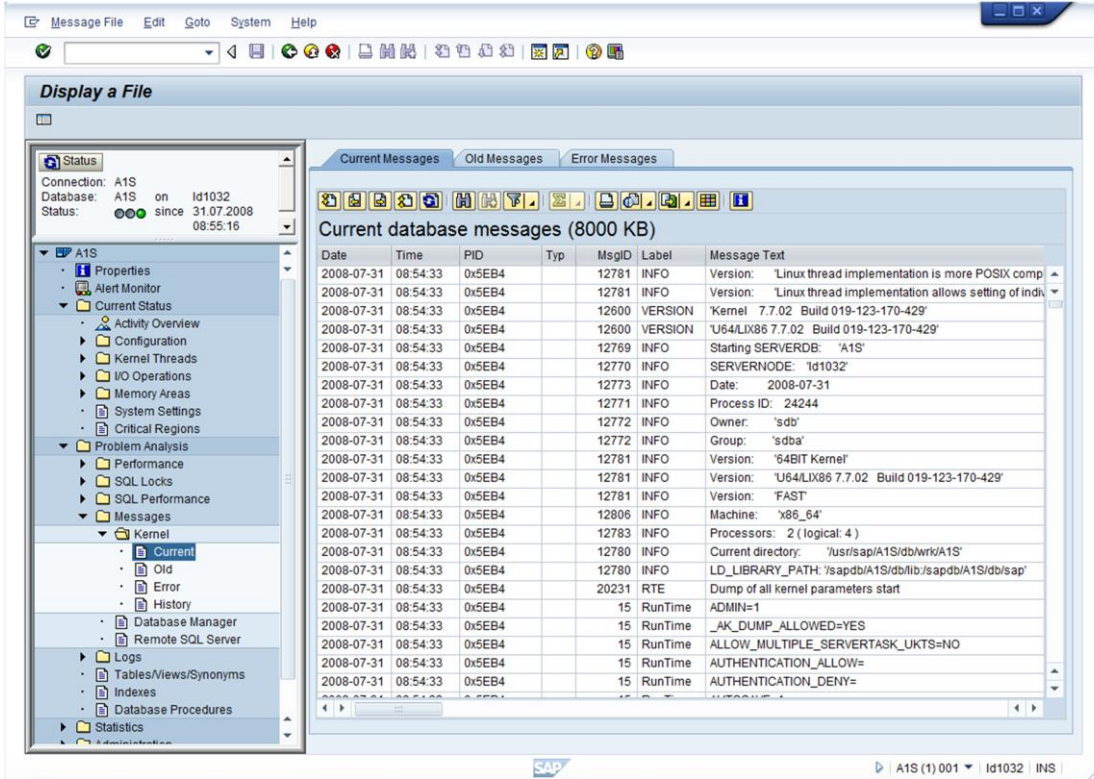 Message File Edit Goto System Help
Display a File
Status
Connection: A1S
Database: A1S on ld1032
Status: since 31.07.2008
08:55:16
A1S
Properties
Alert Monitor
Current Status
Activity Overview
Configuration
Kernel Threads
I/O Operations
Memory Areas
System Settings
Critical Regions
Problem Analysis
Performance
SQL Locks
SQL Performance
Messages
Kernel
Current
Old
Error
History
Database Manager
Remote SQL Server
Logs
Tables/Views/Synonyms
Indexes
Database Procedures
Statistics
Administration
Current Messages Old Messages Error Messages
Current database messages (8000 KB)
Date Time PID Typ MsgID Label Message Text
2008-07-31 08:54:33 0x5EB4 12781 INFO Version: 'Linux thread implementation is more POSIX comp
2008-07-31 08:54:33 0x5EB4 12781 INFO Version: 'Linux thread implementation allows setting of indiv
2008-07-31 08:54:33 0x5EB4 12600 VERSION 'Kernel 7.7.02 Build 019-123-170-429'
2008-07-31 08:54:33 0x5EB4 12600 VERSION 'U64/LIX86 7.7.02 Build 019-123-170-429'
2008-07-31 08:54:33 0x5EB4 12769 INFO Starting SERVERDB: 'A1S'
2008-07-31 08:54:33 0x5EB4 12770 INFO SERVERNODE: 'ld1032'
2008-07-31 08:54:33 0x5EB4 12773 INFO Date: 2008-07-31
2008-07-31 08:54:33 0x5EB4 12771 INFO Process ID: 24244
2008-07-31 08:54:33 0x5EB4 12772 INFO Owner: 'sdb'
2008-07-31 08:54:33 0x5EB4 12772 INFO Group: 'sdba'
2008-07-31 08:54:33 0x5EB4 12781 INFO Version: '64BIT Kernel'
2008-07-31 08:54:33 0x5EB4 12781 INFO Version: 'U64/LIX86 7.7.02 Build 019-123-170-429'
2008-07-31 08:54:33 0x5EB4 12781 INFO Version: 'FAST'
2008-07-31 08:54:33 0x5EB4 12806 INFO Machine: 'x86_64'
2008-07-31 08:54:33 0x5EB4 12783 INFO Processors: 2 ( logical: 4 )
2008-07-31 08:54:33 0x5EB4 12780 INFO Current directory: '/usr/sap/A1S/db/wrk/A1S'
2008-07-31 08:54:33 0x5EB4 12780 INFO LD_LIBRARY_PATH: '/sapdb/A1S/db/lib:/sapdb/A1S/db/sap'
2008-07-31 08:54:33 0x5EB4 20231 RTE Dump of all kernel parameters start
2008-07-31 08:54:33 0x5EB4 15 RunTime ADMIN=1
2008-07-31 08:54:33 0x5EB4 15 RunTime _AK_DUMP_ALLOWED=YES
2008-07-31 08:54:33 0x5EB4 15 RunTime ALLOW_MULTIPLE_SERVERTASK_UKTS=NO
2008-07-31 08:54:33 0x5EB4 15 RunTime AUTHENTICATION_ALLOW=
2008-07-31 08:54:33 0x5EB4 15 RunTime AUTHENTICATION_DENY=
SAP
A1S (1) 001 ld1032 INS